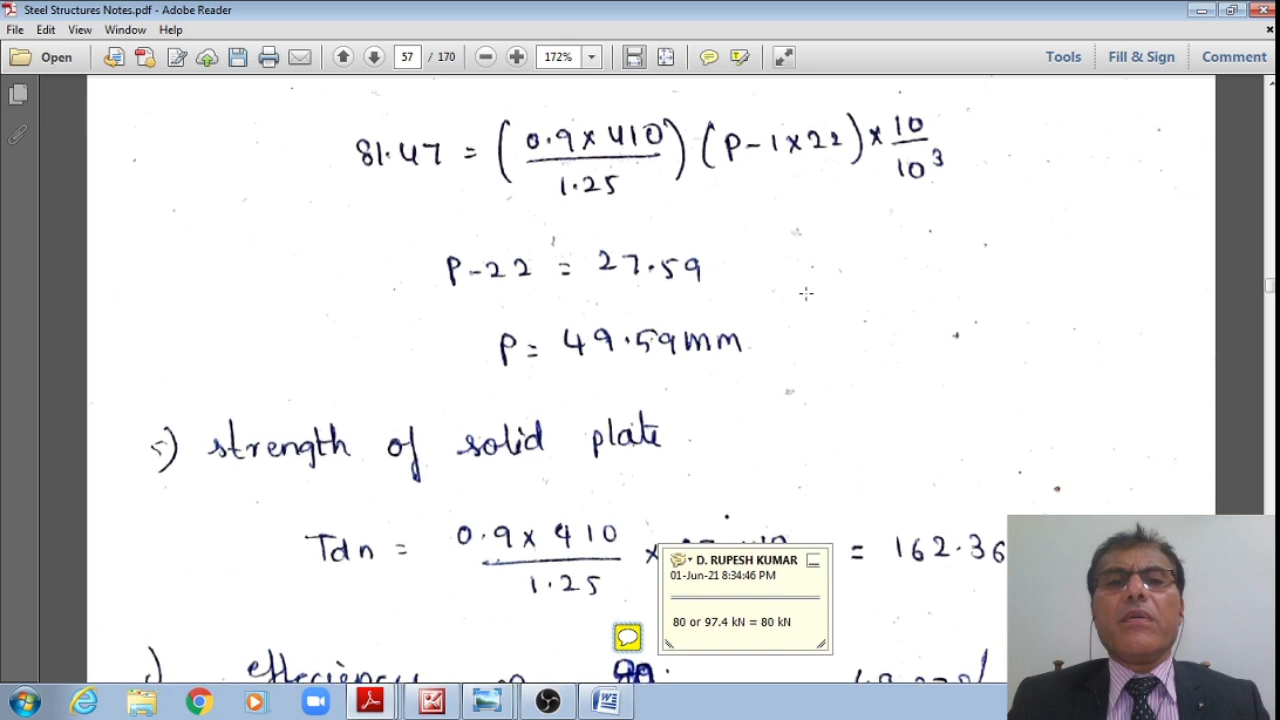 Steel Structures Notes.pdf - Adobe Reader
File Edit View Window Help
Open 57 / 170 172% Tools Fill & Sign Comment
81.47 = (0.9 x 410 / 1.25) (P - 1 x 22) x 10 / 10³
P - 22 = 27.59
P = 49.59mm
=) strength of solid plate
Tdn = 0.9 x 410 / 1.25 x = 162.36
D. RUPESH KUMAR
01-Jun-21 8:34:46 PM
80 or 97.4 kN = 80 kN
efficiency